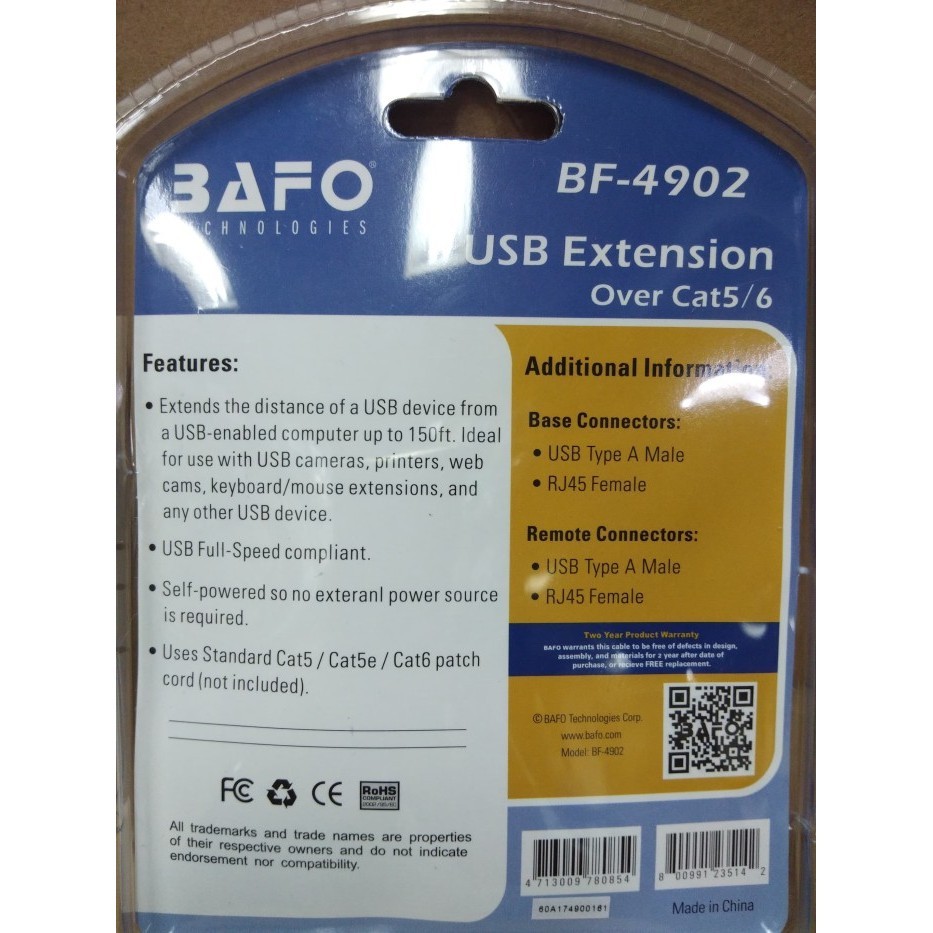 BAFO®
TECHNOLOGIES
BF-4902
USB Extension
Over Cat5/6
Features:
• Extends the distance of a USB device from
a USB-enabled computer up to 150ft. Ideal
for use with USB cameras, printers, web
cams, keyboard/mouse extensions, and
any other USB device.
• USB Full-Speed compliant.
• Self-powered so no exteranl power source
is required.
• Uses Standard Cat5 / Cat5e / Cat6 patch
cord (not included).
FC CE RoHS
COMPLIANT
2002/95/EC
All trademarks and trade names are properties
of their respective owners and do not indicate
endorsement nor compatibility.
Additional Information:
Base Connectors:
• USB Type A Male
• RJ45 Female
Remote Connectors:
• USB Type A Male
• RJ45 Female
Two Year Product Warranty
BAFO warrants this cable to be free of defects in design,
assembly, and materials for 2 year after date of
purchase, or recieve FREE replacement.
© BAFO Technologies Corp.
www.bafo.com
Model: BF-4902
BAFO
4 713009 780854
8 00991 23514 2
60A174900161
Made in China